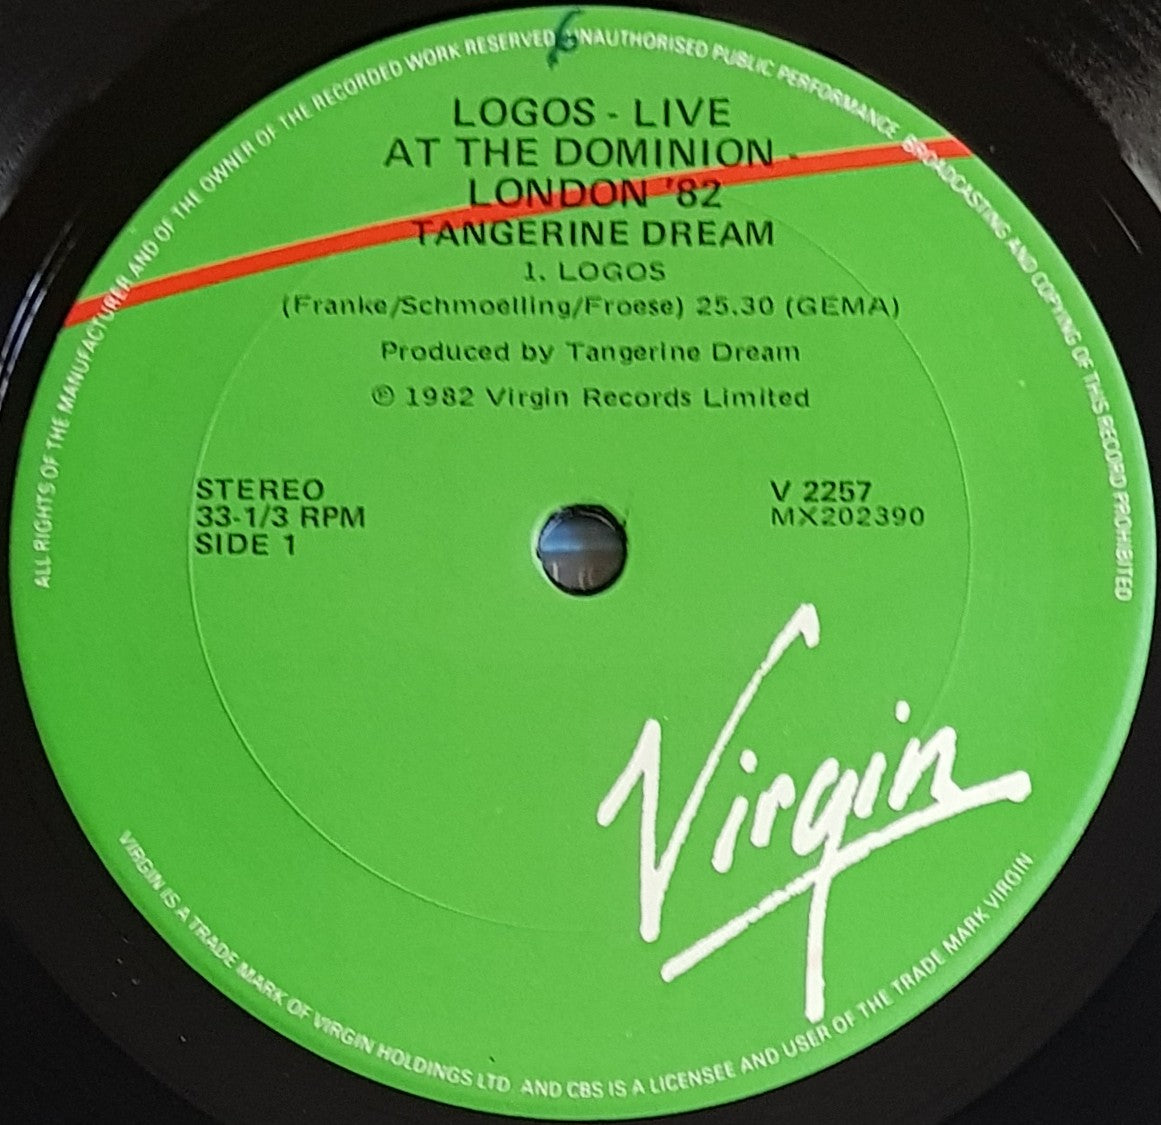 ALL RIGHTS OF THE MANUFACTURER AND OF THE OWNER OF THE RECORDED WORK RESERVED UNAUTHORISED PUBLIC PERFORMANCE BROADCASTING AND COPYING OF THIS RECORD PROHIBITED
6
LOGOS - LIVE
AT THE DOMINION -
LONDON '82
TANGERINE DREAM
1. LOGOS
(Franke/Schmoelling/Froese) 25.30 (GEMA)
Produced by Tangerine Dream
℗ 1982 Virgin Records Limited
STEREO
33-1/3 RPM
SIDE 1
V 2257
MX202390
Virgin
VIRGIN IS A TRADE MARK OF VIRGIN HOLDINGS LTD. AND CBS IS A LICENSEE AND USER OF THE TRADE MARK VIRGIN